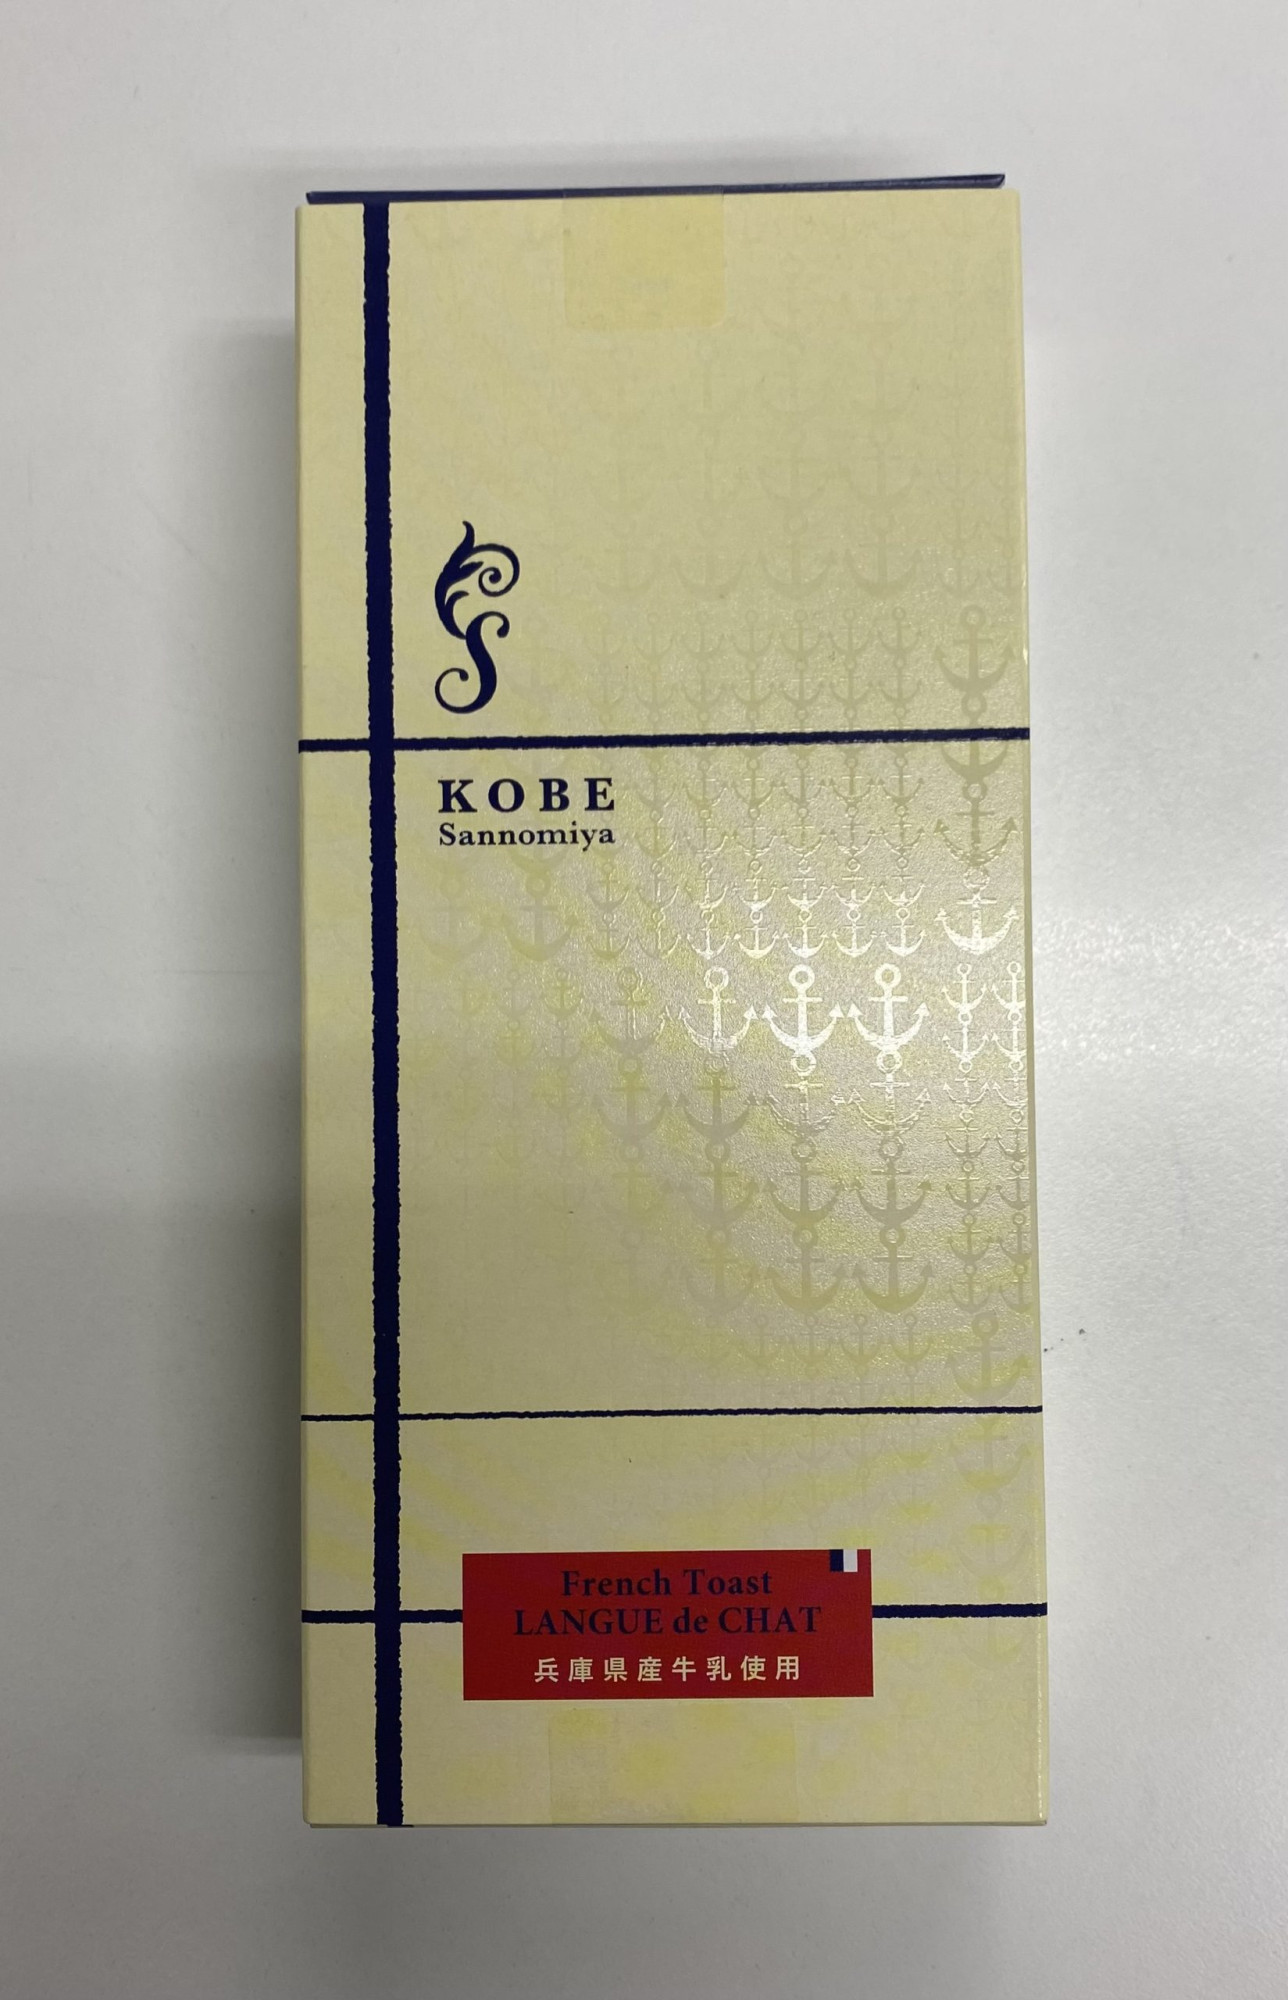 KOBE
Sannomiya
French Toast
LANGUE de CHAT
兵庫県産牛乳使用